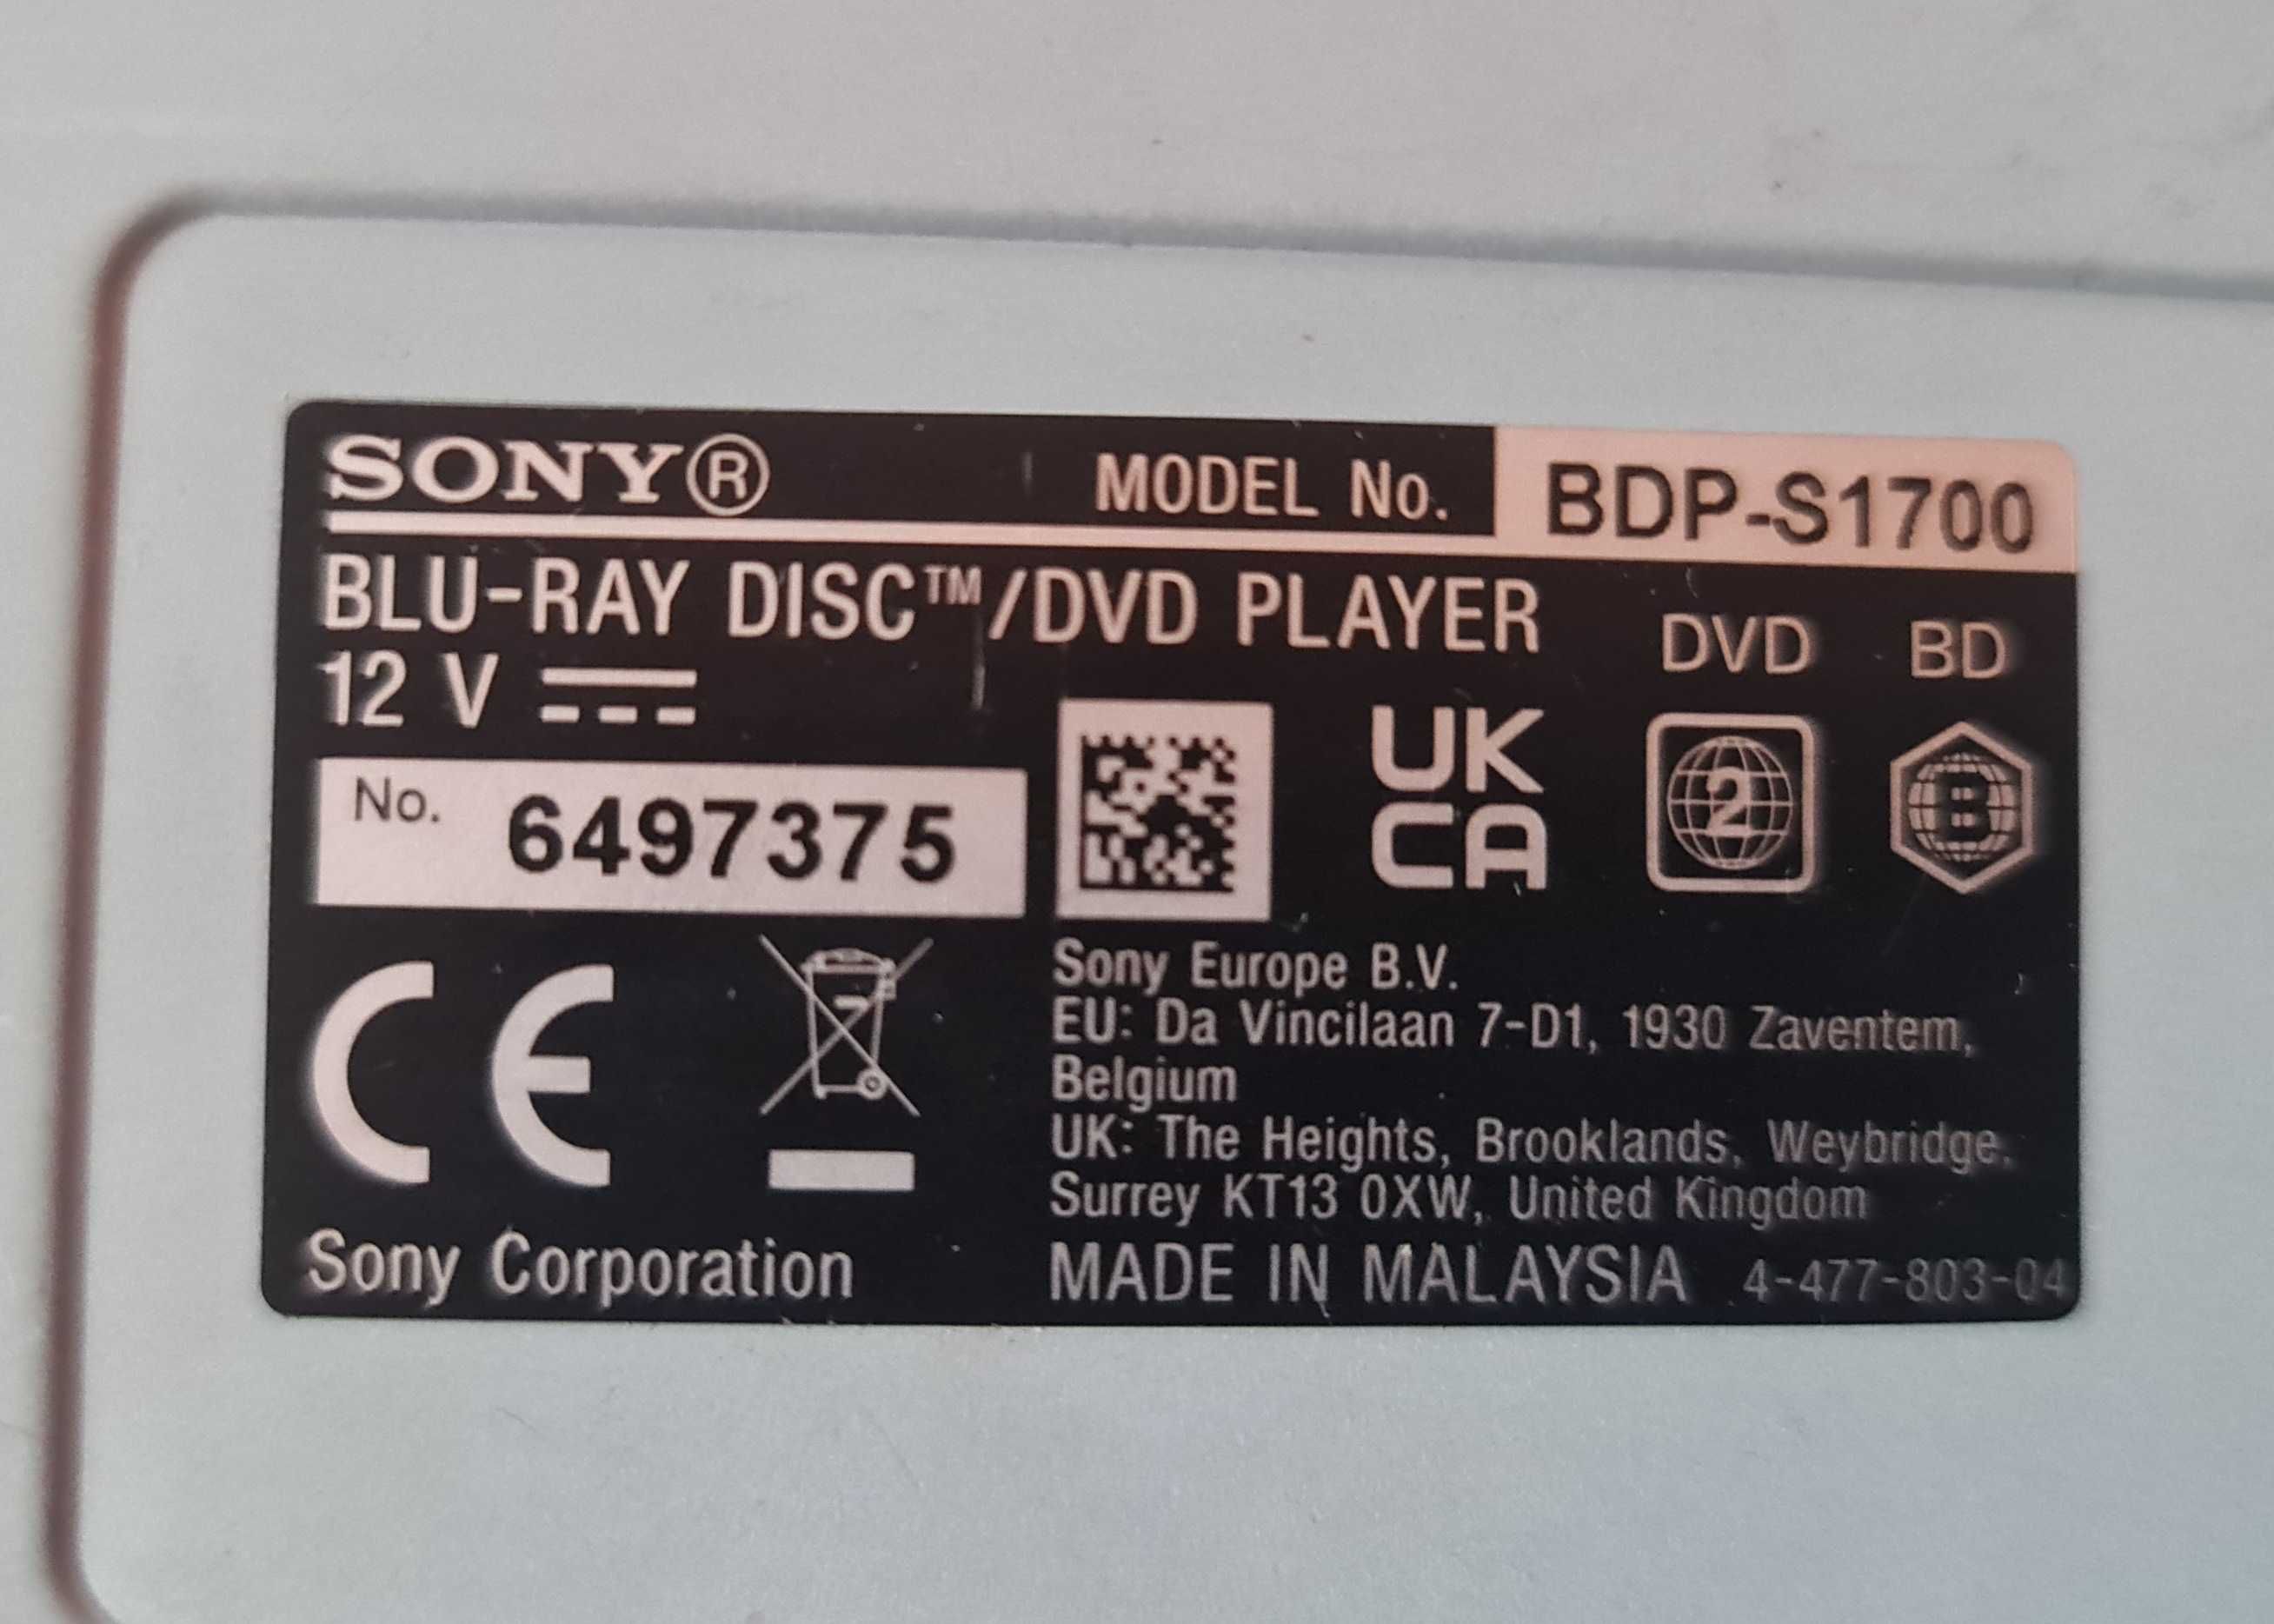 SONY® MODEL No. BDP-S1700
BLU-RAY DISC™/DVD PLAYER
12 V
DVD BD
2 B
UK
CA
No. 6497375
CE
Sony Europe B.V.
EU: Da Vincilaan 7-D1, 1930 Zaventem,
Belgium
UK: The Heights, Brooklands, Weybridge,
Surrey KT13 0XW, United Kingdom
Sony Corporation
MADE IN MALAYSIA 4-477-803-04